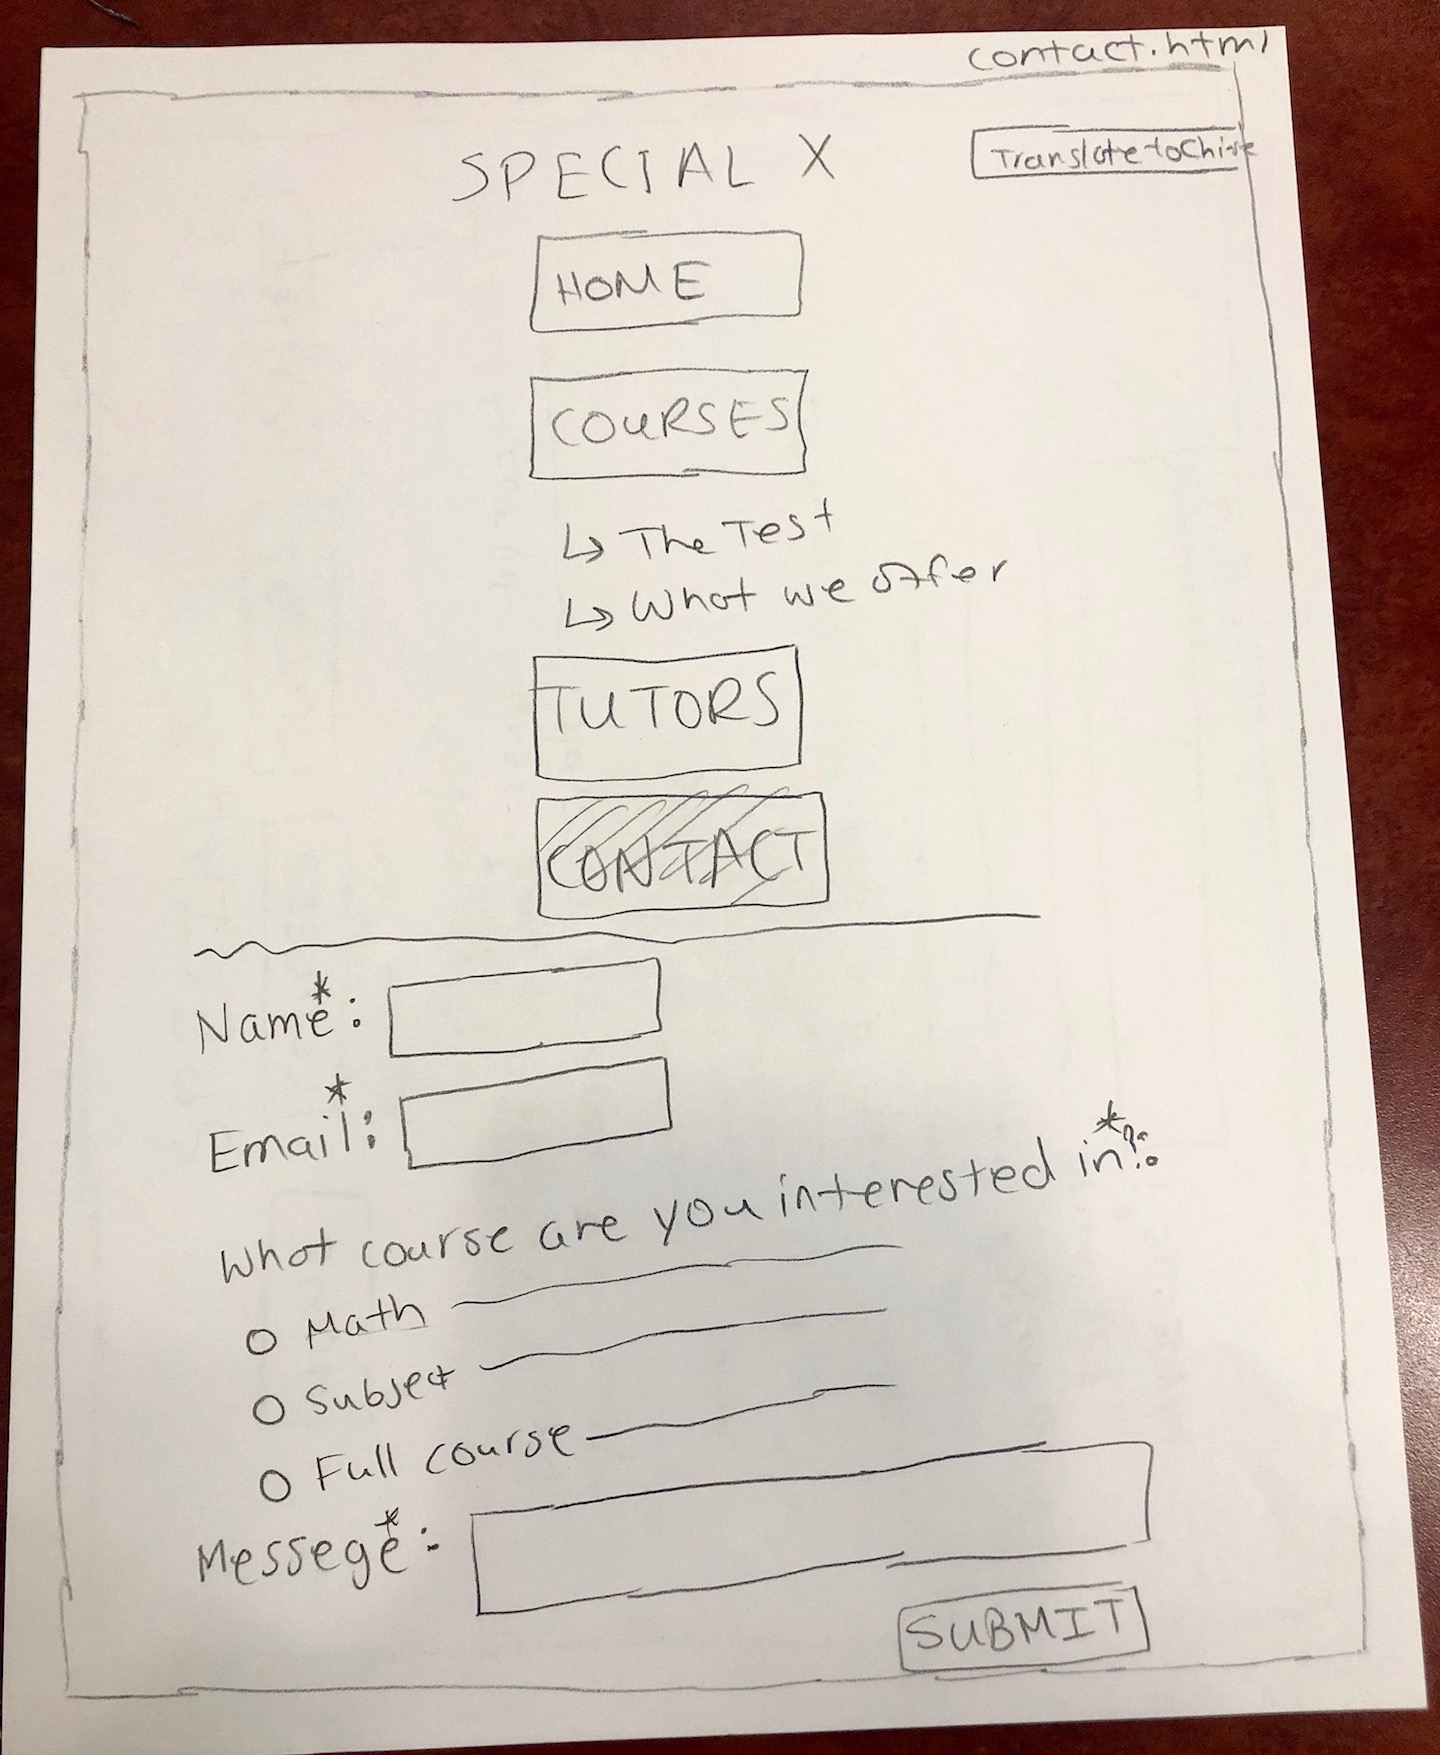 contact.html
SPECIAL X
Translate to Chine
HOME
COURSES
↳ The Test
↳ What we offer
TUTORS
CONTACT
Name*:
Email*:
What course are you interested in*?:
Math
Subject
Full course
Messege*:
SUBMIT